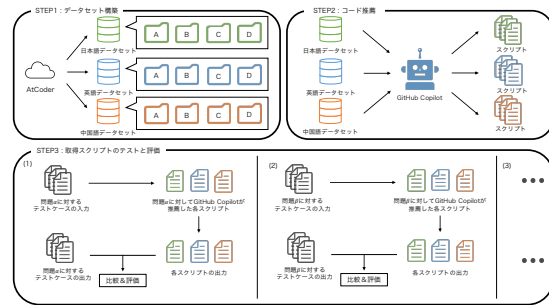 STEP1：データセット構築
AtCoder
日本語データセット
A B C D
英語データセット
A B C D
中国語データセット
A B C D
STEP2：コード推薦
日本語データセット
英語データセット
中国語データセット
GitHub Copilot
スクリプト
スクリプト
スクリプト
STEP3：取得スクリプトのテストと評価
(1)
問題αに対する
テストケースの入力
問題αに対してGitHub Copilotが
推薦した各スクリプト
問題αに対する
テストケースの出力
各スクリプトの出力
比較＆評価
(2)
問題βに対する
テストケースの入力
問題βに対してGitHub Copilotが
推薦した各スクリプト
問題βに対する
テストケースの出力
各スクリプトの出力
比較＆評価
(3)